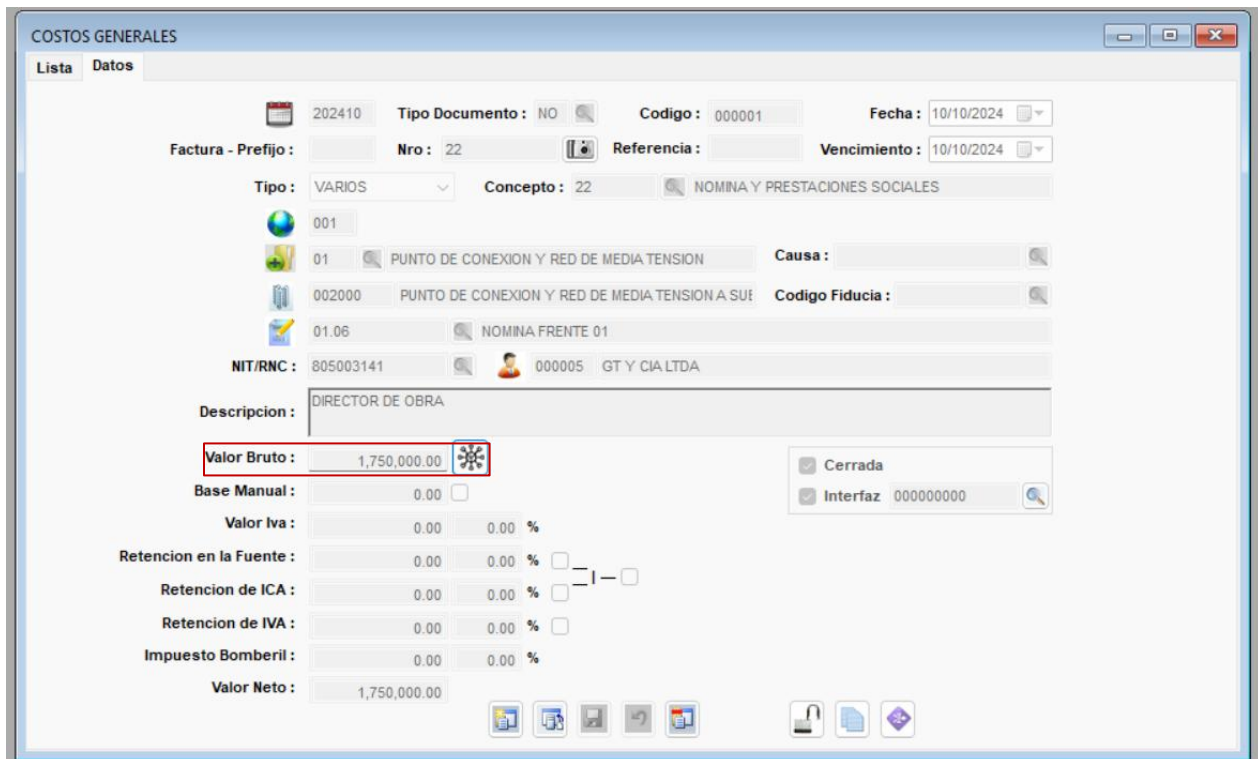 COSTOS GENERALES
Lista Datos
202410 Tipo Documento : NO Codigo : 000001 Fecha : 10/10/2024
Factura - Prefijo : Nro : 22 Referencia : Vencimiento : 10/10/2024
Tipo : VARIOS Concepto : 22 NOMINA Y PRESTACIONES SOCIALES
001
01 PUNTO DE CONEXION Y RED DE MEDIA TENSION Causa :
002000 PUNTO DE CONEXION Y RED DE MEDIA TENSION A SUE Codigo Fiducia :
01.06 NOMINA FRENTE 01
NIT/RNC : 805003141 000005 GT Y CIA LTDA
Descripcion : DIRECTOR DE OBRA
Valor Bruto : 1,750,000.00 Cerrada
Base Manual : 0.00 Interfaz 000000000
Valor Iva : 0.00 0.00 %
Retencion en la Fuente : 0.00 0.00 %
Retencion de ICA : 0.00 0.00 %
Retencion de IVA : 0.00 0.00 %
Impuesto Bomberil : 0.00 0.00 %
Valor Neto : 1,750,000.00